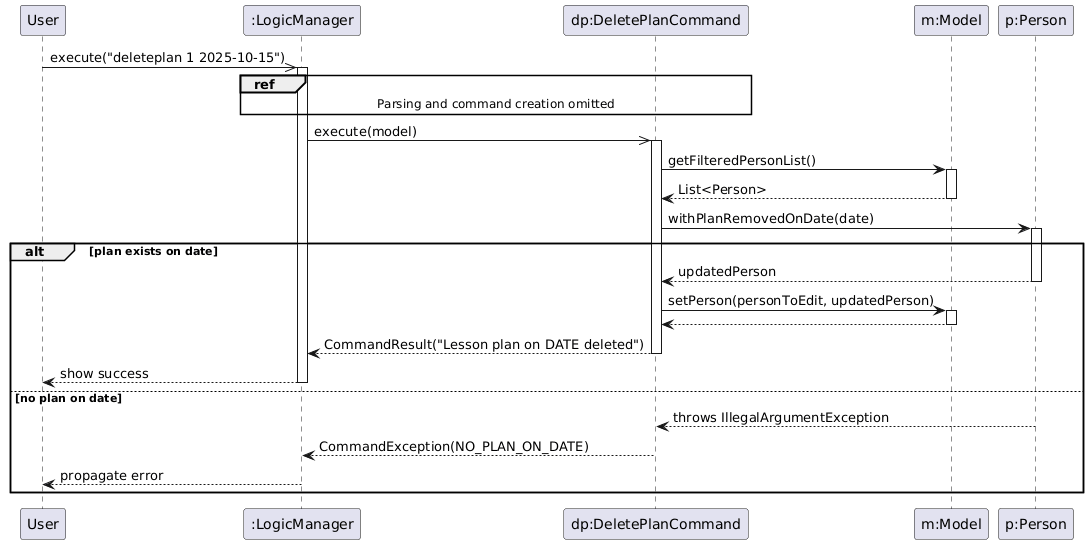 User
:LogicManager
dp:DeletePlanCommand
m:Model
p:Person
execute("deleteplan 1 2025-10-15")
ref
Parsing and command creation omitted
execute(model)
getFilteredPersonList()
List<Person>
withPlanRemovedOnDate(date)
alt
[plan exists on date]
updatedPerson
setPerson(personToEdit, updatedPerson)
CommandResult("Lesson plan on DATE deleted")
show success
[no plan on date]
throws IllegalArgumentException
CommandException(NO_PLAN_ON_DATE)
propagate error
User
:LogicManager
dp:DeletePlanCommand
m:Model
p:Person